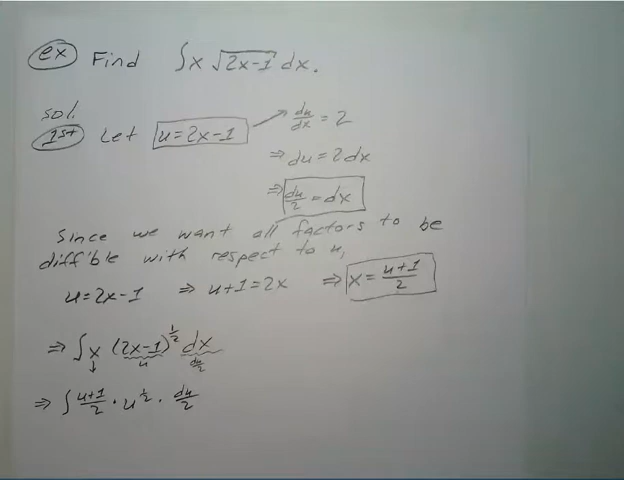 ex Find ∫x √2x-1 dx.
sol.
1st Let u=2x-1 → du/dx = 2
⇒ du=2dx
⇒ du/2 = dx
Since we want all factors to be
diff'ble with respect to u,
u=2x-1 ⇒ u+1=2x ⇒ x = u+1/2
⇒ ∫x (2x-1)^1/2 dx
↓ u du/2
⇒ ∫ u+1/2 · u^1/2 · du/2